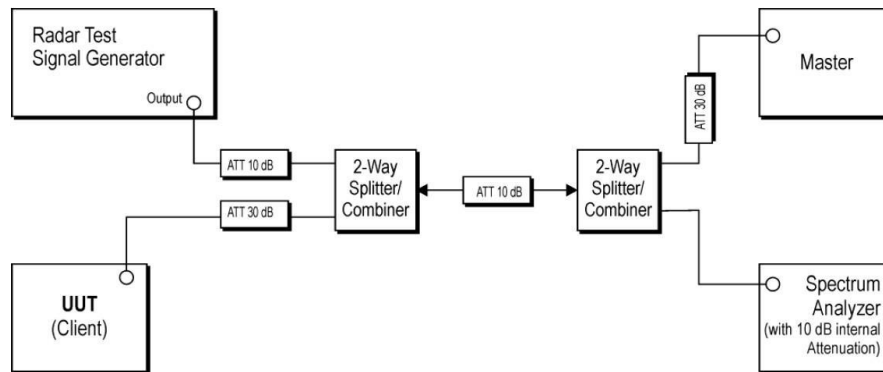 Radar Test
Signal Generator
Output
ATT 10 dB
ATT 30 dB
2-Way
Splitter/
Combiner
ATT 10 dB
2-Way
Splitter/
Combiner
ATT 30 dB
Master
UUT
(Client)
Spectrum
Analyzer
(with 10 dB internal
Attenuation)